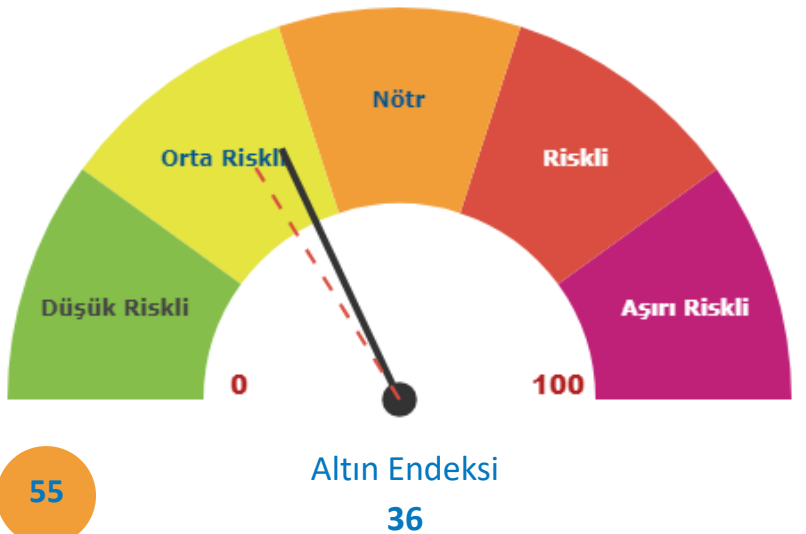 Nötr
Orta Riskli
Riskli
Düşük Riskli
Aşırı Riskli
0
100
Altın Endeksi
55
36